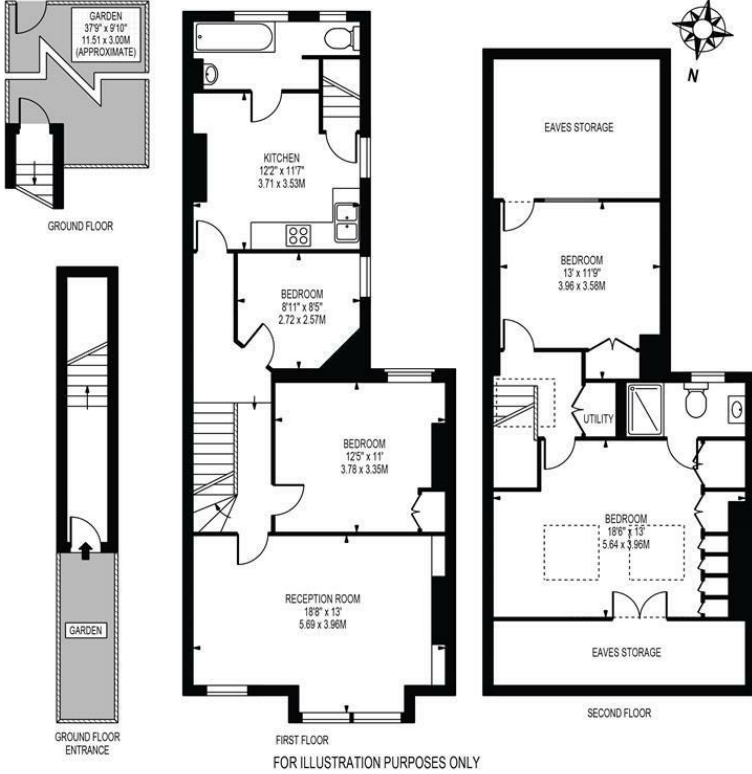 GARDEN
37'9" x 9'10"
11.51 x 3.00M
(APPROXIMATE)
GROUND FLOOR
N
KITCHEN
12'2" x 11'7"
3.71 x 3.53M
BEDROOM
8'11" x 8'5"
2.72 x 2.57M
BEDROOM
12'5" x 11'
3.78 x 3.35M
RECEPTION ROOM
18'8" x 13'
5.69 x 3.96M
FIRST FLOOR
EAVES STORAGE
BEDROOM
13' x 11'9"
3.96 x 3.58M
UTILITY
BEDROOM
18'6" x 13'
5.64 x 3.96M
EAVES STORAGE
SECOND FLOOR
GARDEN
GROUND FLOOR
ENTRANCE
FOR ILLUSTRATION PURPOSES ONLY